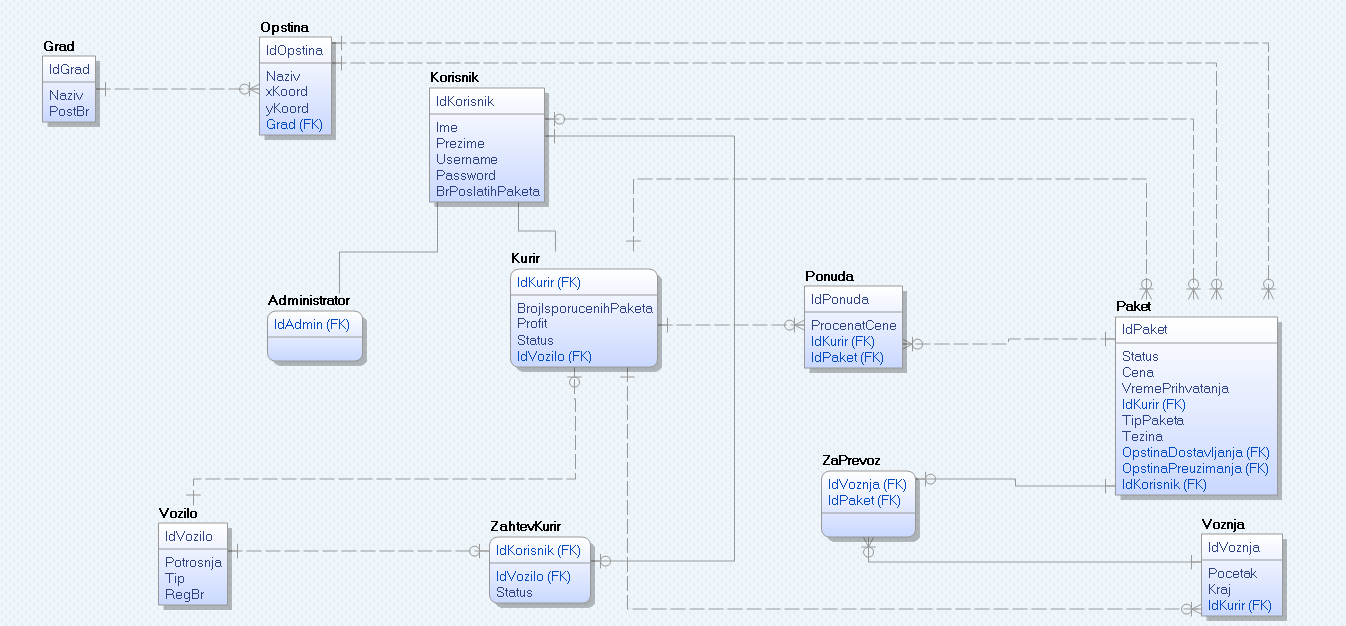 Grad
IdGrad
Naziv
PostBr
Opstina
IdOpstina
Naziv
xKoord
yKoord
Grad (FK)
Korisnik
IdKorisnik
Ime
Prezime
Username
Password
BrPoslatihPaketa
Administrator
IdAdmin (FK)
Kurir
IdKurir (FK)
BrojIsporucenihPaketa
Profit
Status
IdVozilo (FK)
Ponuda
IdPonuda
ProcenatCene
IdKurir (FK)
IdPaket (FK)
Paket
IdPaket
Status
Cena
VremePrihvatanja
IdKurir (FK)
TipPaketa
Tezina
OpstinaDostavljanja (FK)
OpstinaPreuzimanja (FK)
IdKorisnik (FK)
ZaPrevoz
IdVoznja (FK)
IdPaket (FK)
Vozilo
IdVozilo
Potrosnja
Tip
RegBr
ZahtevKurir
IdKorisnik (FK)
IdVozilo (FK)
Status
Voznja
IdVoznja
Pocetak
Kraj
IdKurir (FK)